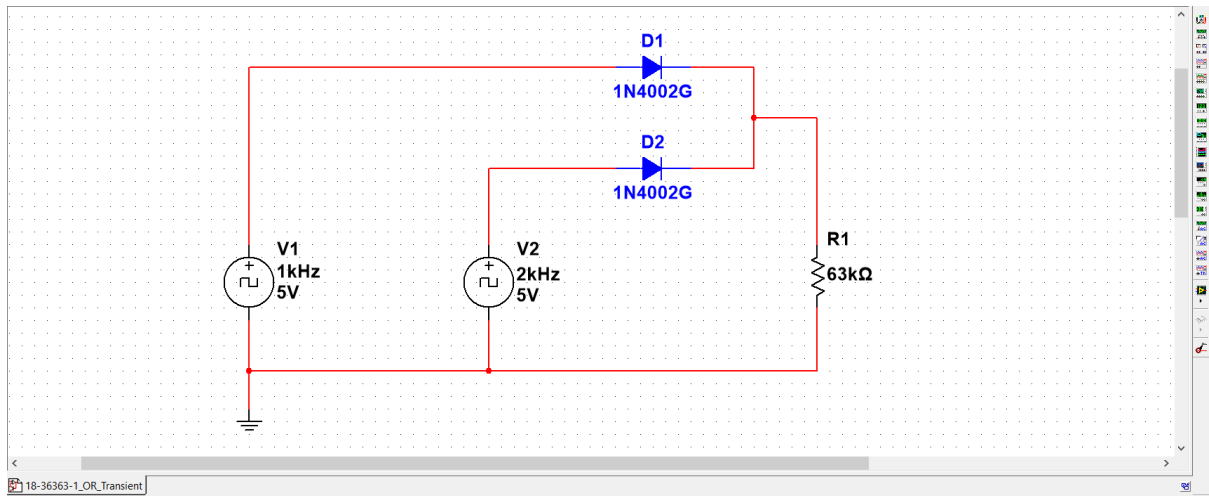 D1
1N4002G
D2
1N4002G
V1
1kHz
5V
V2
2kHz
5V
R1
63kΩ
18-36363-1_OR_Transient